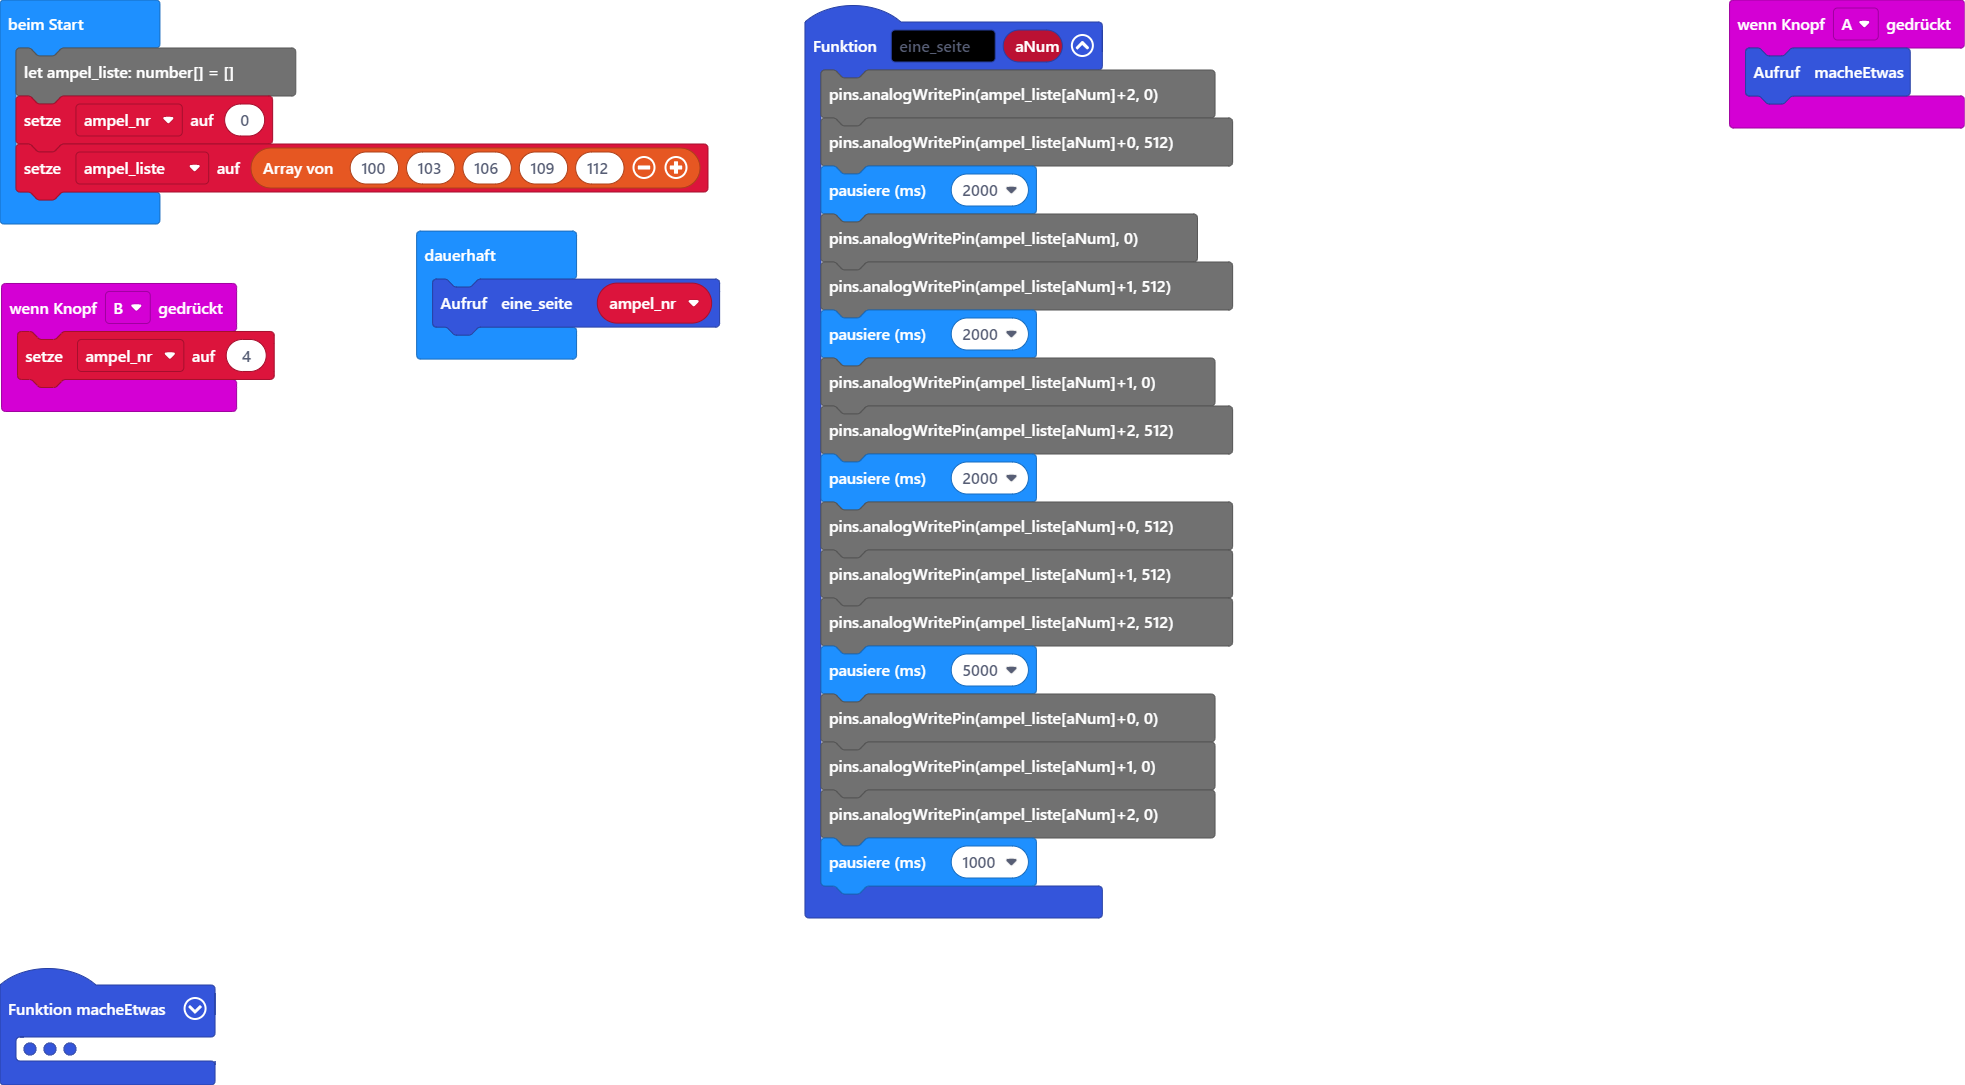 beim Start
let ampel_liste: number[] = []
setze ampel_nr auf 0
setze ampel_liste auf Array von 100 103 106 109 112
wenn Knopf B gedrückt
setze ampel_nr auf 4
dauerhaft
Aufruf eine_seite ampel_nr
Funktion eine_seite aNum
pins.analogWritePin(ampel_liste[aNum]+2, 0)
pins.analogWritePin(ampel_liste[aNum]+0, 512)
pausiere (ms) 2000
pins.analogWritePin(ampel_liste[aNum], 0)
pins.analogWritePin(ampel_liste[aNum]+1, 512)
pausiere (ms) 2000
pins.analogWritePin(ampel_liste[aNum]+1, 0)
pins.analogWritePin(ampel_liste[aNum]+2, 512)
pausiere (ms) 2000
pins.analogWritePin(ampel_liste[aNum]+0, 512)
pins.analogWritePin(ampel_liste[aNum]+1, 512)
pins.analogWritePin(ampel_liste[aNum]+2, 512)
pausiere (ms) 5000
pins.analogWritePin(ampel_liste[aNum]+0, 0)
pins.analogWritePin(ampel_liste[aNum]+1, 0)
pins.analogWritePin(ampel_liste[aNum]+2, 0)
pausiere (ms) 1000
wenn Knopf A gedrückt
Aufruf macheEtwas
Funktion macheEtwas